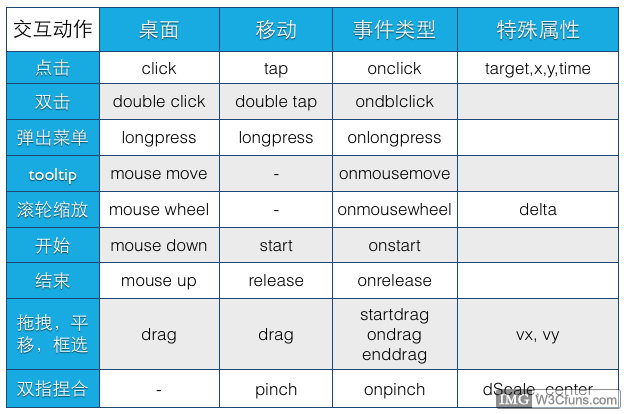 交互动作 桌面 移动 事件类型 特殊属性
点击 click tap onclick target,x,y,time
双击 double click double tap ondblclick
弹出菜单 longpress longpress onlongpress
tooltip mouse move - onmousemove
滚轮缩放 mouse wheel - onmousewheel delta
开始 mouse down start onstart
结束 mouse up release onrelease
拖拽，平移，框选 drag drag startdrag ondrag enddrag vx, vy
双指捏合 - pinch onpinch dScale, center
IMG W3Cfuns.com